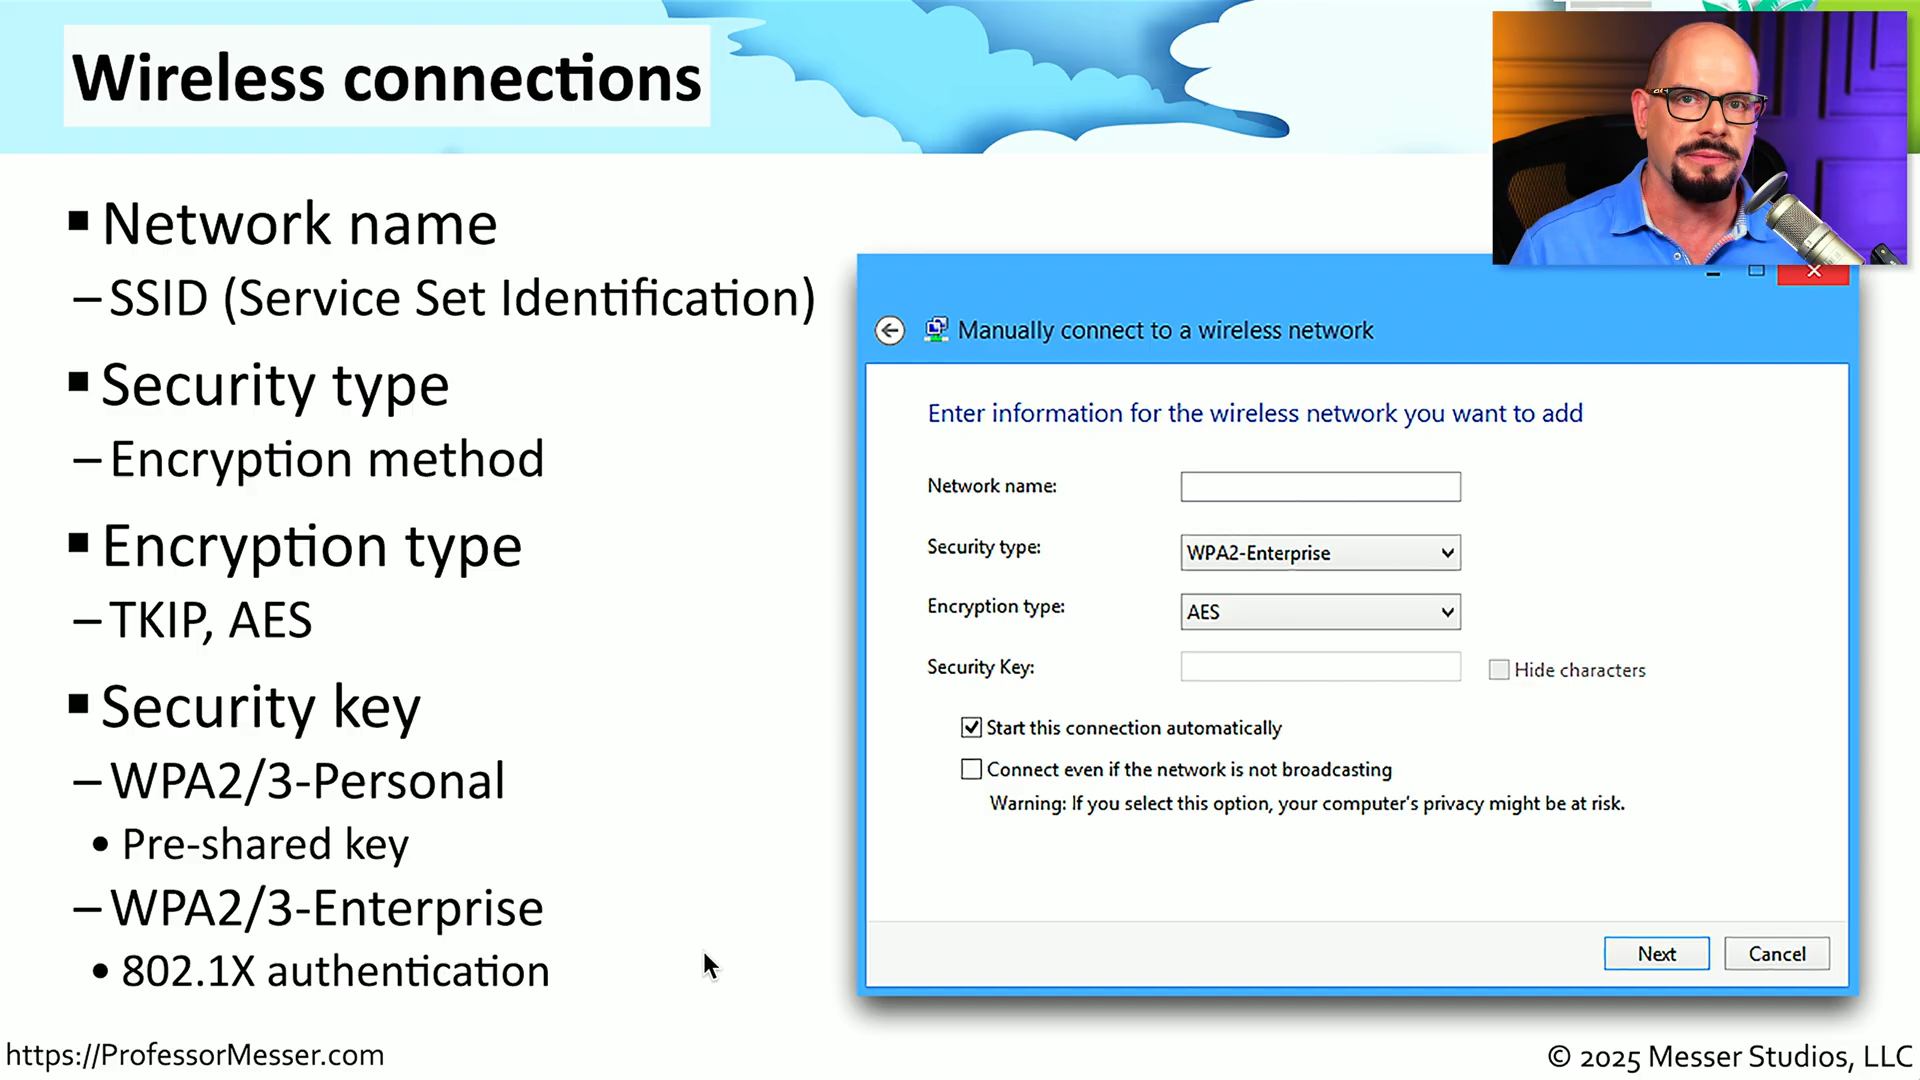 Wireless connections
▪ Network name
– SSID (Service Set Identification)
▪ Security type
– Encryption method
▪ Encryption type
– TKIP, AES
▪ Security key
– WPA2/3-Personal
• Pre-shared key
– WPA2/3-Enterprise
• 802.1X authentication
Manually connect to a wireless network
Enter information for the wireless network you want to add
Network name:
Security type: WPA2-Enterprise
Encryption type: AES
Security Key: Hide characters
Start this connection automatically
Connect even if the network is not broadcasting
Warning: If you select this option, your computer's privacy might be at risk.
Next Cancel
https://ProfessorMesser.com
© 2025 Messer Studios, LLC